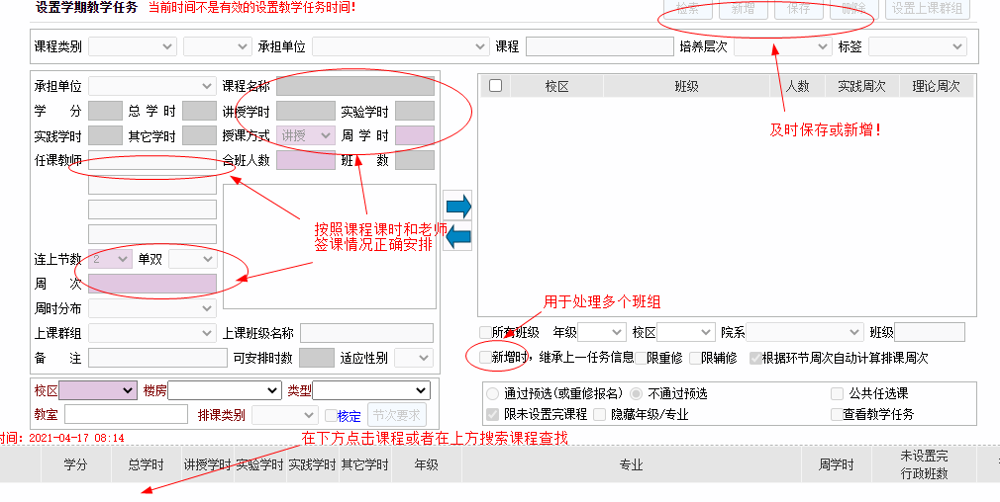 设置学期教学任务 当前时间不是有效的设置教学任务时间! 检索 新增 保存 删除 设置上课群组
课程类别 承担单位 课程 培养层次 标签
承担单位 课程名称
学 分 总学时 讲授学时 实验学时
实践学时 其它学时 授课方式 讲授 周学时
任课教师 合班人数 班 数
校区 班级 人数 实践周次 理论周次
及时保存或新增!
按照课程课时和老师
签课情况正确安排
连上节数 2 单双
周 次
周时分布
用于处理多个班组
上课群组 上课班级名称
备 注 可安排时数 适应性别
所有班级 年级 校区 院系 班级
新增时，继承上一任务信息 限重修 限辅修 根据环节周次自动计算排课周次
校区 楼房 类型
教室 排课类别 核定 节次要求
通过预选(或重修报名) 不通过预选 公共任选课
限未设置完课程 隐藏年级/专业 查看教学任务
时间: 2021-04-17 08:14 在下方点击课程或者在上方搜索课程查找
学分 总学时 讲授学时 实验学时 实践学时 其它学时 年级 专业 周学时 未设置完
行政班数